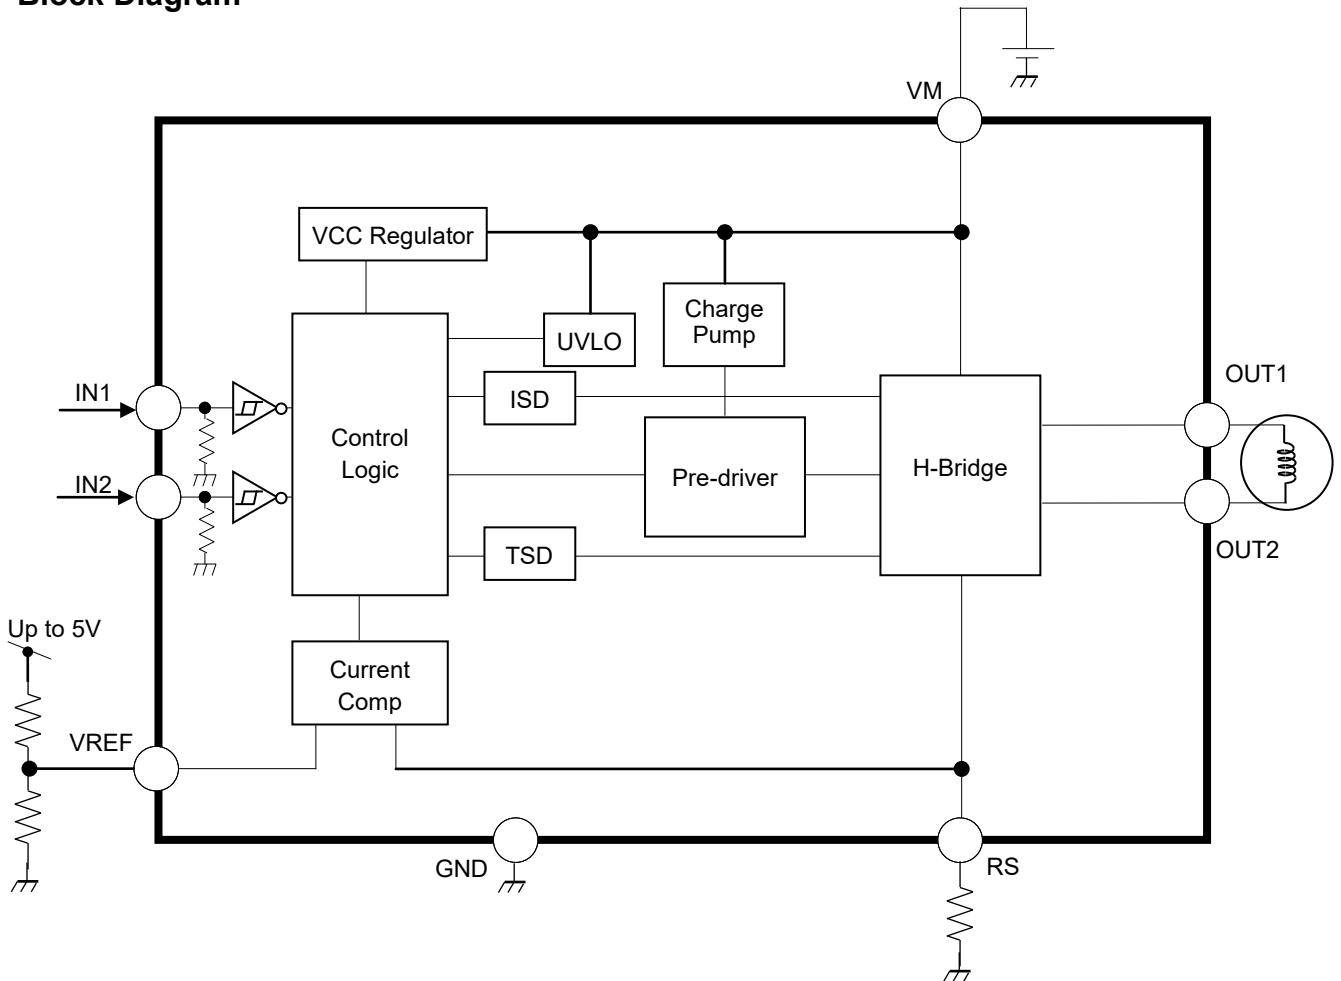 Block Diagram
VM
VCC Regulator
Charge
Pump
UVLO
OUT1
IN1
ISD
Control
Logic
H-Bridge
Pre-driver
IN2
TSD
OUT2
Up to 5V
Current
Comp
VREF
GND
RS